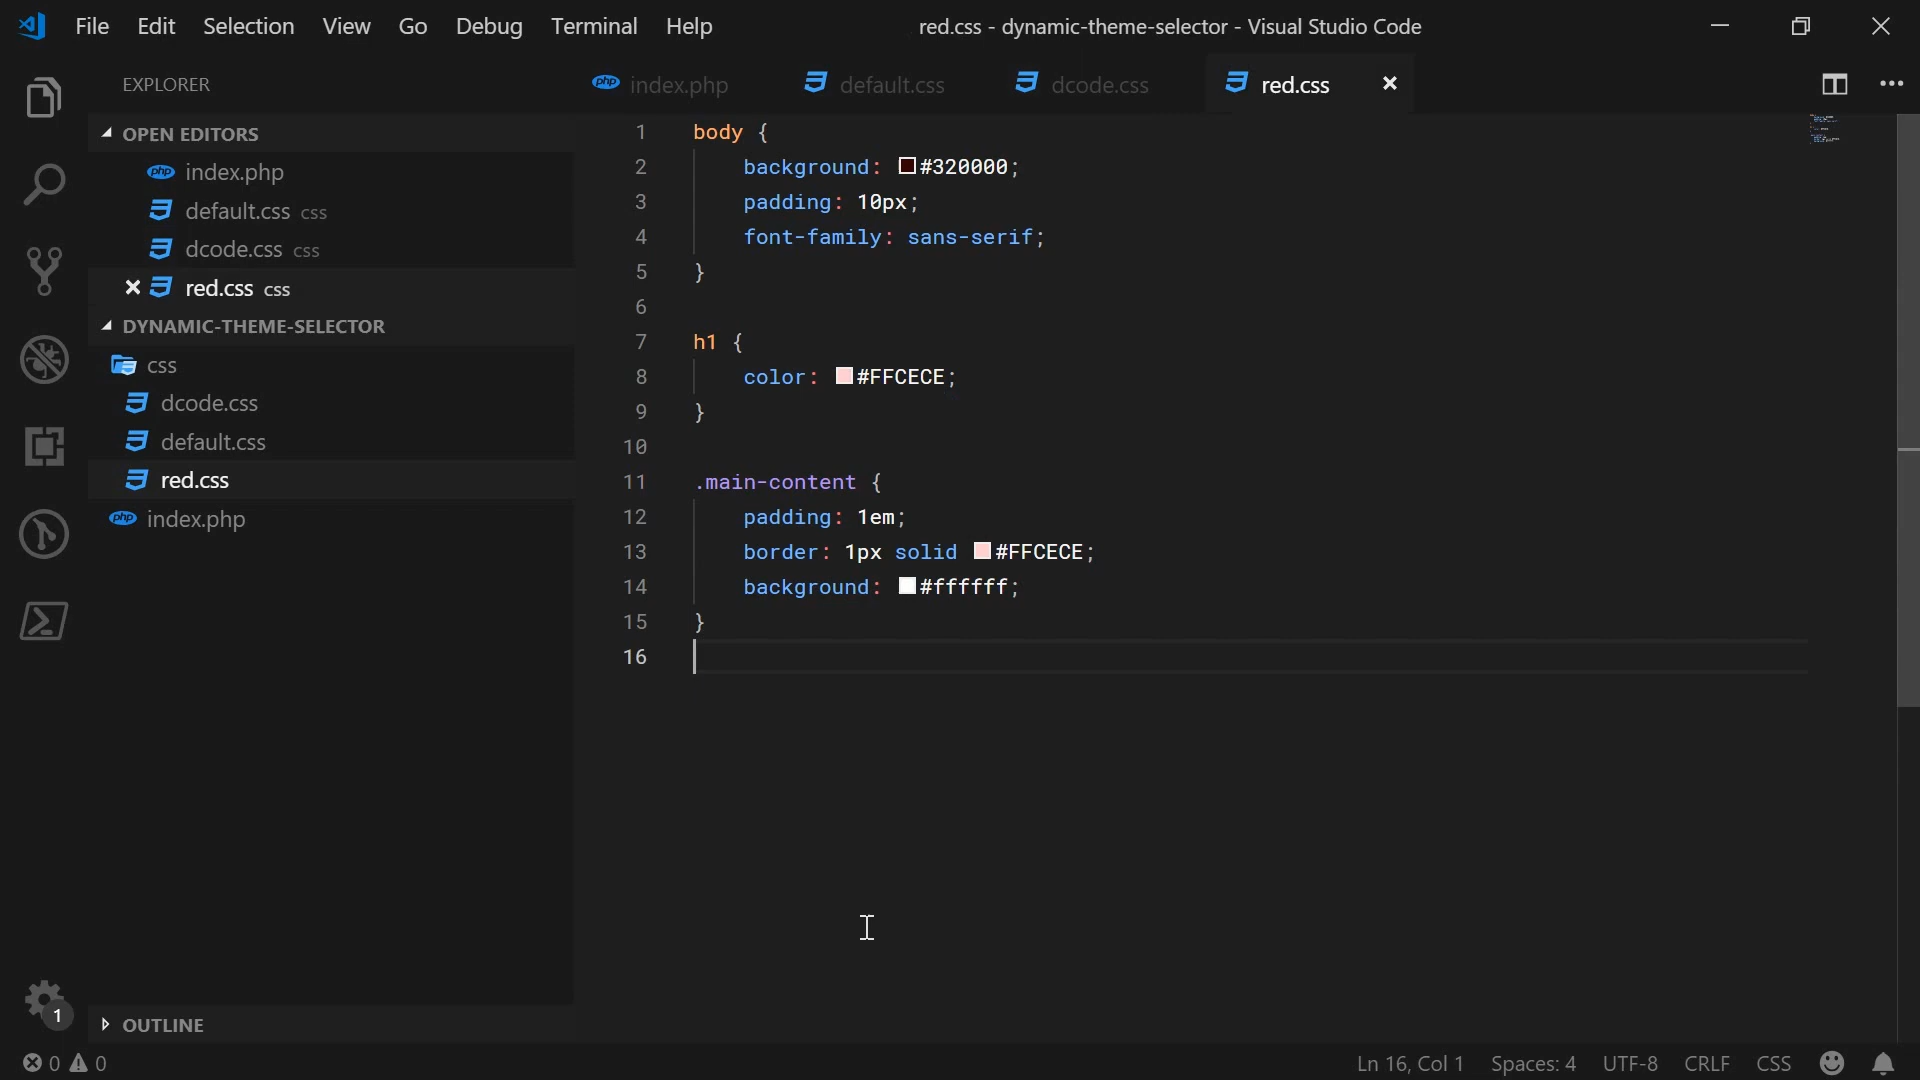 File Edit Selection View Go Debug Terminal Help red.css - dynamic-theme-selector - Visual Studio Code
EXPLORER
php index.php default.css dcode.css red.css
OPEN EDITORS
php index.php
default.css css
dcode.css css
red.css css
DYNAMIC-THEME-SELECTOR
css
dcode.css
default.css
red.css
php index.php
1 body {
2 background: #320000;
3 padding: 10px;
4 font-family: sans-serif;
5 }
6
7 h1 {
8 color: #FFCECE;
9 }
10
11 .main-content {
12 padding: 1em;
13 border: 1px solid #FFCECE;
14 background: #ffffff;
15 }
16
1
OUTLINE
0 0 Ln 16, Col 1 Spaces: 4 UTF-8 CRLF CSS